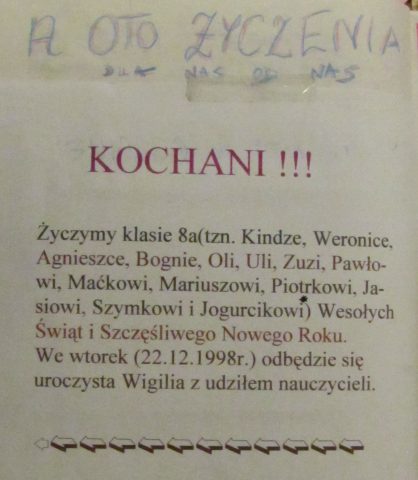 A OTO ŻYCZENIA
DLA NAS OD NAS
KOCHANI !!!
Życzymy klasie 8a(tzn. Kindze, Weronice,
Agnieszce, Bognie, Oli, Uli, Zuzi, Pawło-
wi, Maćkowi, Mariuszowi, Piotrkowi, Ja-
siowi, Szymkowi i Jogurcikowi) Wesołych
Świąt i Szczęśliwego Nowego Roku.
We wtorek (22.12.1998r.) odbędzie się
uroczysta Wigilia z udziłem nauczycieli.